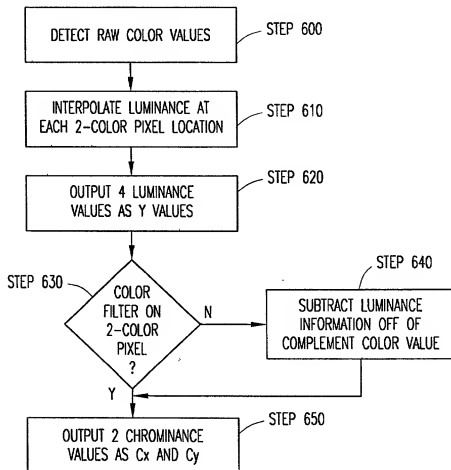 DETECT RAW COLOR VALUES
STEP 600
INTERPOLATE LUMINANCE AT
EACH 2-COLOR PIXEL LOCATION
STEP 610
OUTPUT 4 LUMINANCE
VALUES AS Y VALUES
STEP 620
STEP 630
COLOR
FILTER ON
2-COLOR
PIXEL
?
N
Y
STEP 640
SUBTRACT LUMINANCE
INFORMATION OFF OF
COMPLEMENT COLOR VALUE
STEP 650
OUTPUT 2 CHROMINANCE
VALUES AS Cx AND Cy